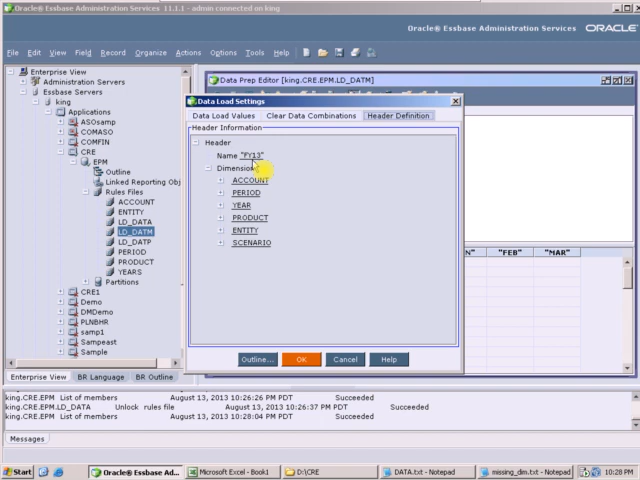 Oracle® Essbase Administration Services 11.1.1 - admin connected on king
Oracle® Essbase Administration Services ORACLE
File Edit View Field Record Organize Actions Options Tools Help
Enterprise View
Administration Servers
Essbase Servers
king
Applications
ASOsamp
COMASO
COMFIN
CRE
EPM
Outline
Linked Reporting Obj
Rules Files
ACCOUNT
ENTITY
LD_DATA
LD_DATM
LD_DATP
PERIOD
PRODUCT
YEARS
Partitions
CRE1
Demo
DMDemo
PLNBHR
samp1
Sampeast
Sample
Enterprise View BR Language BR Outline
Data Prep Editor [king.CRE.EPM.LD_DATM]
Data Load Settings
Data Load Values Clear Data Combinations Header Definition
Header Information
Header
Name "FY13"
Dimension
ACCOUNT
PERIOD
YEAR
PRODUCT
ENTITY
SCENARIO
Outline... OK Cancel Help
"FEB" "MAR"
king.CRE.EPM List of members August 13, 2013 10:26:26 PM PDT Succeeded
king.CRE.EPM.LD_DATA Unlock rules file August 13, 2013 10:26:37 PM PDT Succeeded
king.CRE.EPM List of members August 13, 2013 10:28:04 PM PDT Succeeded
Messages
Start Oracle® Essbase Ad... Microsoft Excel - Book1 D:\CRE DATA.txt - Notepad missing_dim.txt - Notepad 10:28 PM